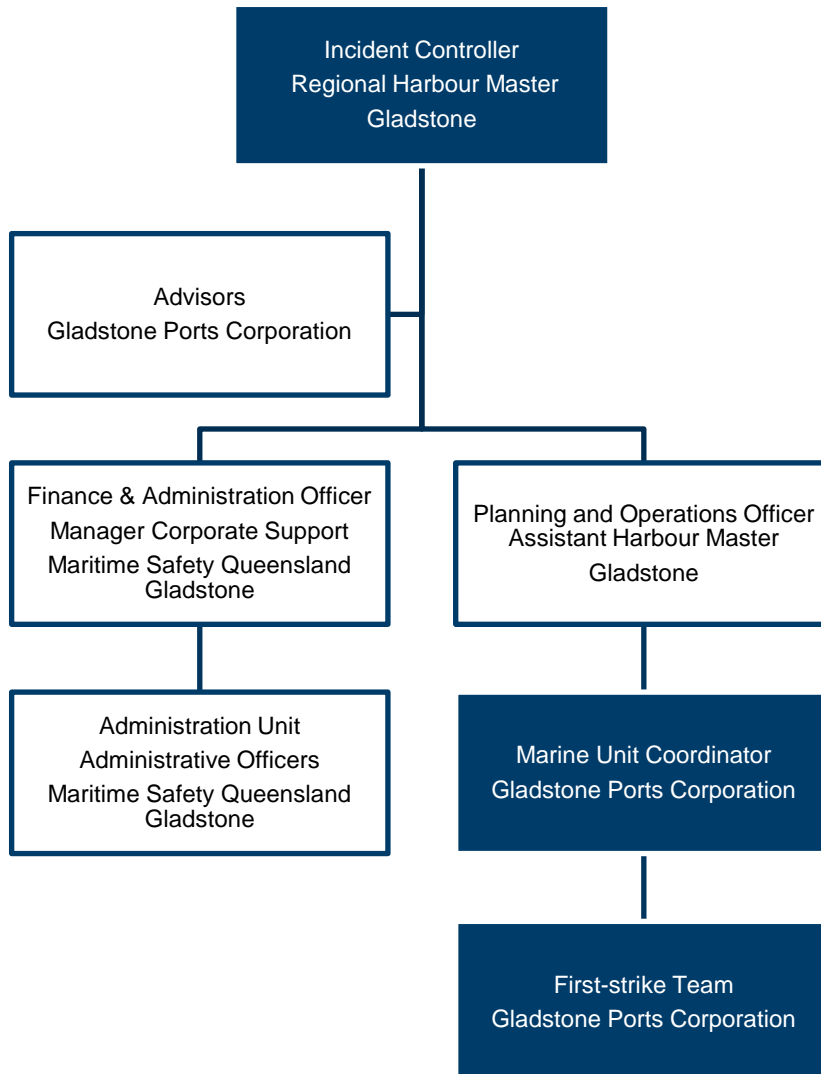 Incident Controller
Regional Harbour Master
Gladstone
Advisors
Gladstone Ports Corporation
Finance & Administration Officer
Manager Corporate Support
Maritime Safety Queensland
Gladstone
Planning and Operations Officer
Assistant Harbour Master
Gladstone
Administration Unit
Administrative Officers
Maritime Safety Queensland
Gladstone
Marine Unit Coordinator
Gladstone Ports Corporation
First-strike Team
Gladstone Ports Corporation